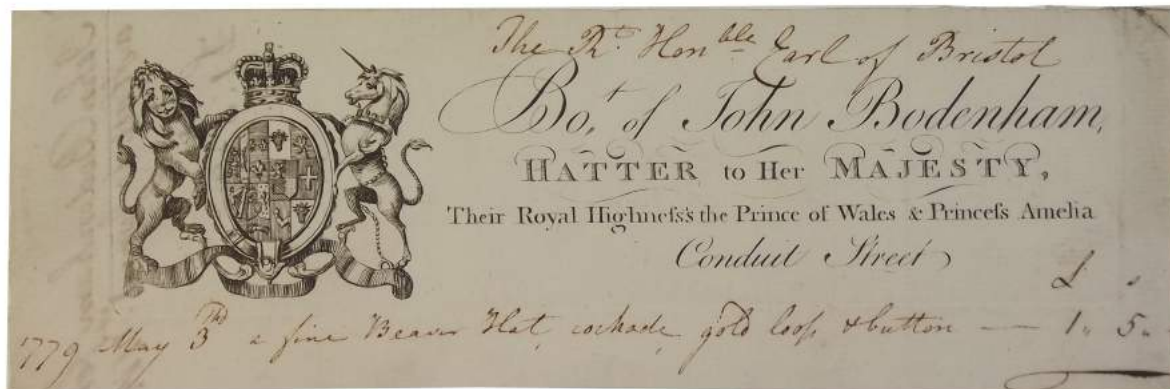 The Rt. Honble Earl of Bristol
Bot. of John Bodenham,
HATTER to Her MAJESTY,
Their Royal Highneſs's the Prince of Wales & Princeſs Amelia
Conduit Street
£ s
1779 May 3rd a fine Beaver Hat, cockade, gold loop & button — 1" 5"